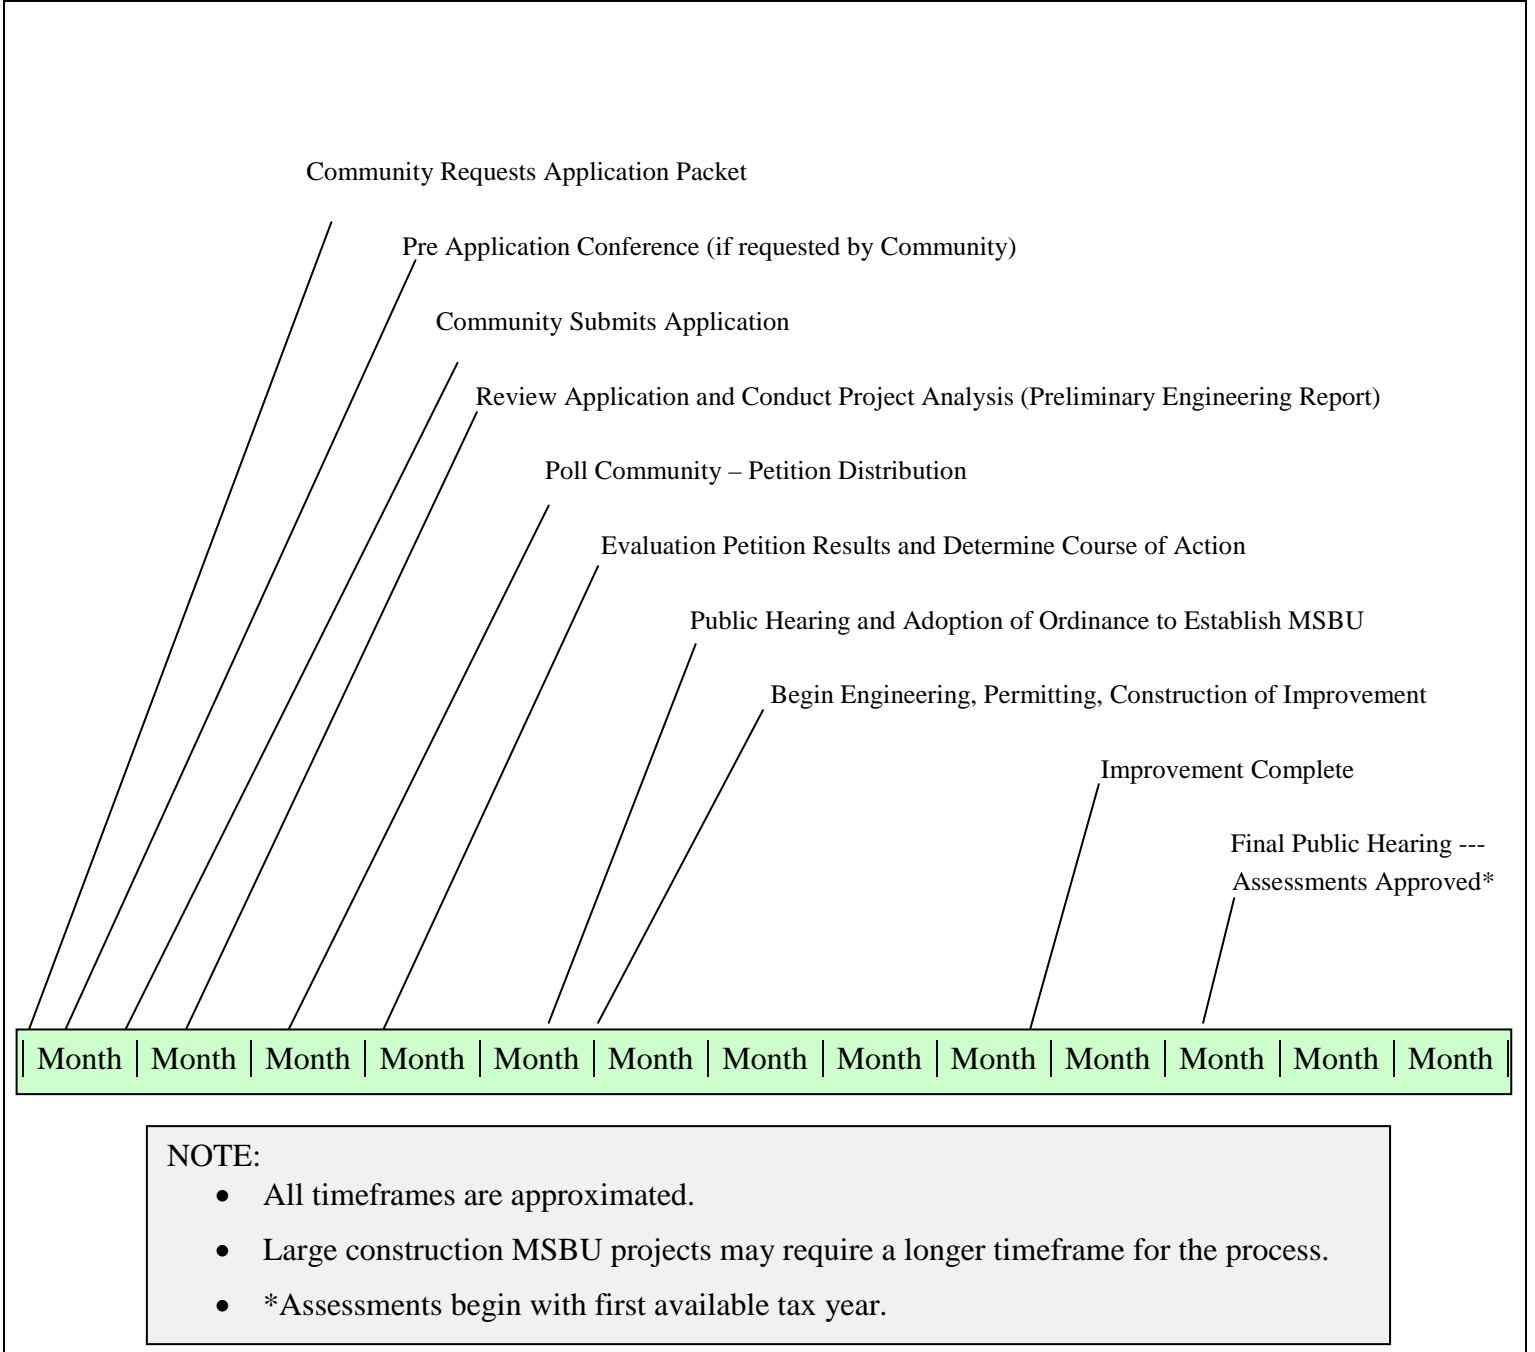 Community Requests Application Packet
Pre Application Conference (if requested by Community)
Community Submits Application
Review Application and Conduct Project Analysis (Preliminary Engineering Report)
Poll Community – Petition Distribution
Evaluation Petition Results and Determine Course of Action
Public Hearing and Adoption of Ordinance to Establish MSBU
Begin Engineering, Permitting, Construction of Improvement
Improvement Complete
Final Public Hearing ---
Assessments Approved*
| Month | Month | Month | Month | Month | Month | Month | Month | Month | Month | Month | Month | Month |
NOTE:
• All timeframes are approximated.
• Large construction MSBU projects may require a longer timeframe for the process.
• *Assessments begin with first available tax year.